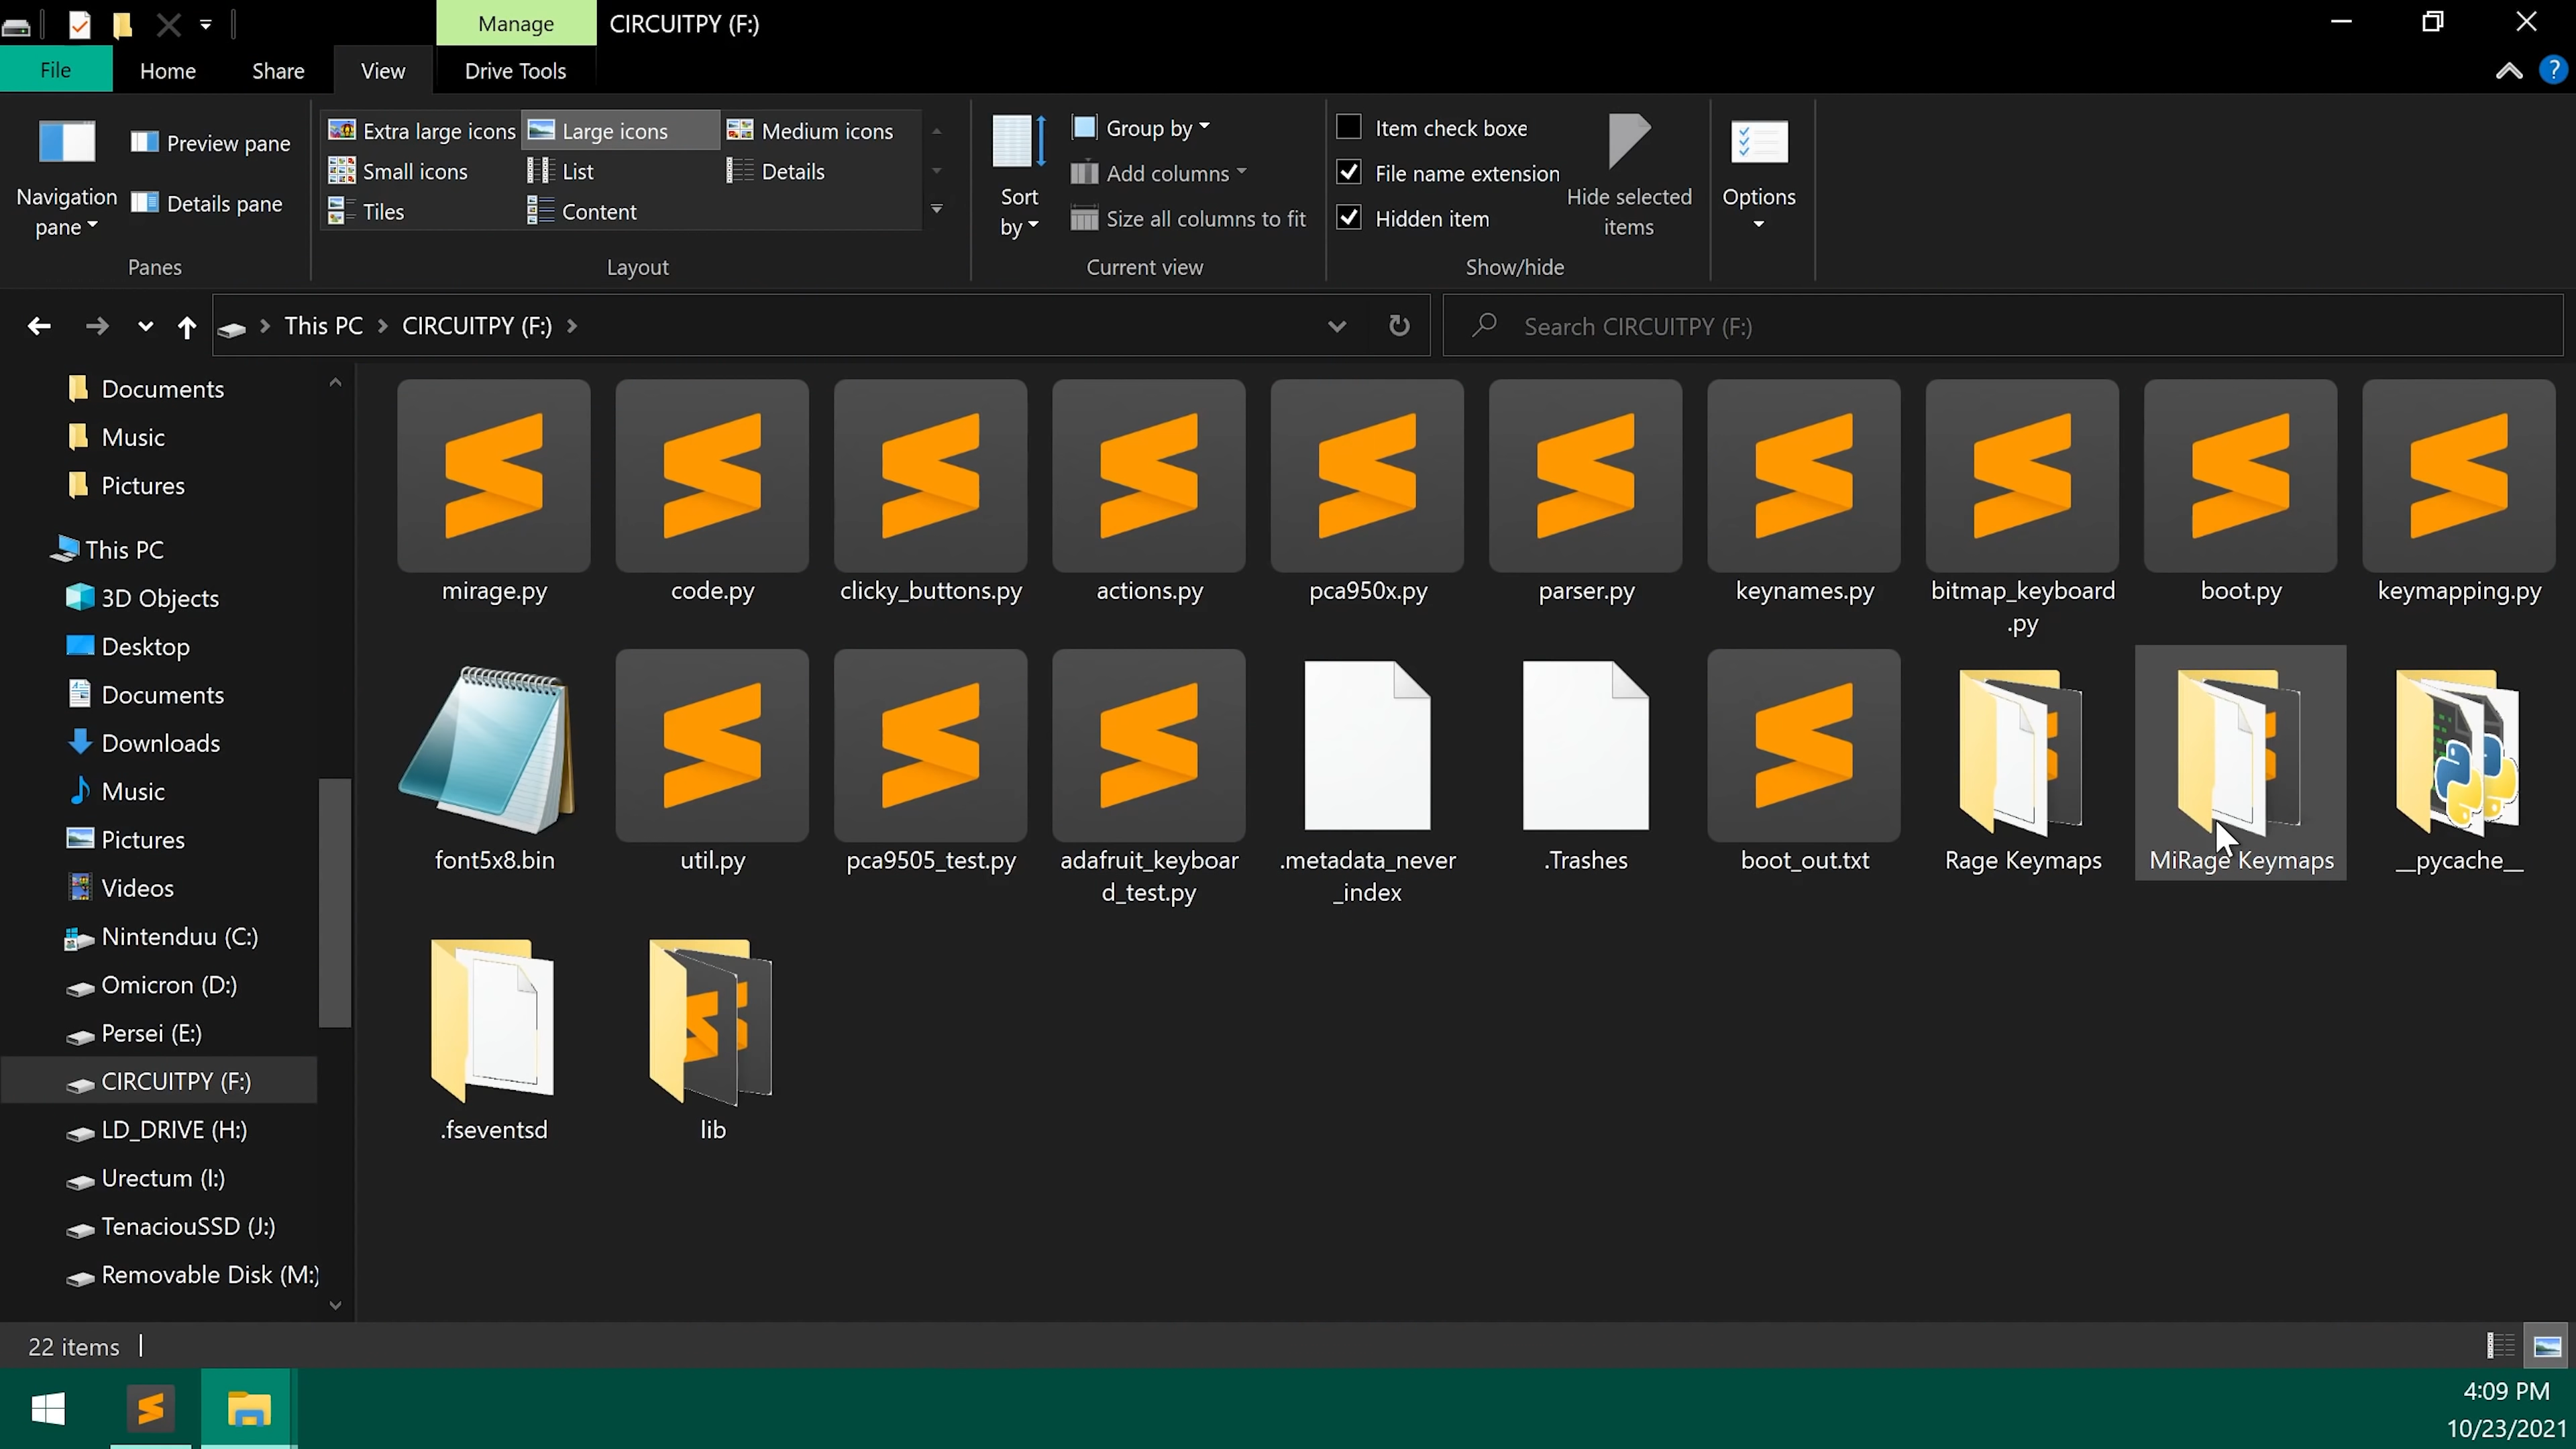 Manage
CIRCUITPY (F:)
File
Home
Share
View
Drive Tools
Navigation
pane
Preview pane
Details pane
Panes
Extra large icons
Large icons
Medium icons
Small icons
List
Details
Tiles
Content
Layout
Sort
by
Group by
Add columns
Size all columns to fit
Current view
Item check boxe
File name extension
Hidden item
Hide selected
items
Show/hide
Options
This PC
CIRCUITPY (F:)
Search CIRCUITPY (F:)
Documents
Music
Pictures
This PC
3D Objects
Desktop
Documents
Downloads
Music
Pictures
Videos
Nintenduu (C:)
Omicron (D:)
Persei (E:)
CIRCUITPY (F:)
LD_DRIVE (H:)
Urectum (I:)
TenaciouSSD (J:)
Removable Disk (M:)
mirage.py
code.py
clicky_buttons.py
actions.py
pca950x.py
parser.py
keynames.py
bitmap_keyboard
.py
boot.py
keymapping.py
font5x8.bin
util.py
pca9505_test.py
adafruit_keyboar
d_test.py
.metadata_never
_index
.Trashes
boot_out.txt
Rage Keymaps
MiRage Keymaps
__pycache__
.fseventsd
lib
22 items
4:09 PM
10/23/2021